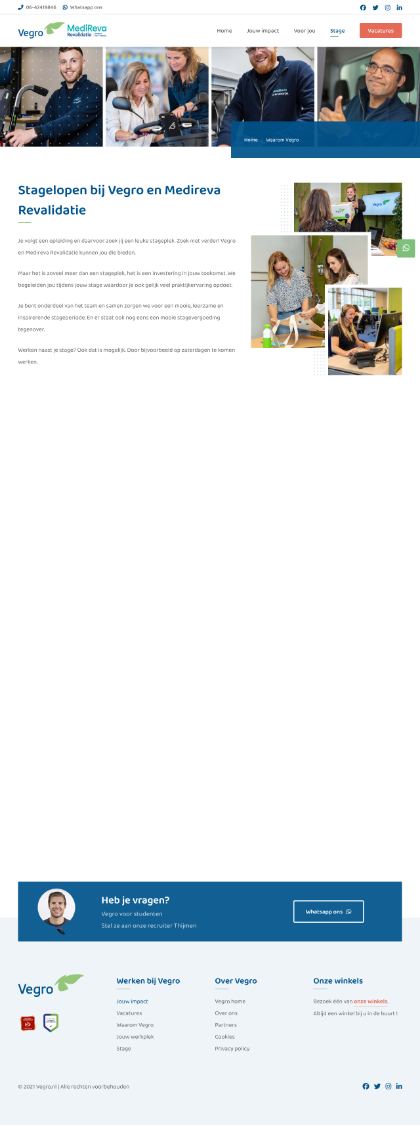 06-42419846 Whatsapp ons
Vegro MediReva Revalidatie
Home Jouw impact Voor jou Stage Vacatures
Home Waarom Vegro
Stagelopen bij Vegro en Medireva
Revalidatie
Je volgt een opleiding en daarvoor zoek jij een leuke stageplek. Zoek niet verder! Vegro
en Medireva Revalidatie kunnen jou die bieden.
Maar het is zoveel meer dan een stageplek, het is een investering in jouw toekomst. We
begeleiden jou tijdens jouw stage waardoor je ook gelijk veel praktijkervaring opdoet.
Je bent onderdeel van het team en samen zorgen we voor een mooie, leerzame en
inspirerende stageperiode. En er staat ook nog eens een mooie stagevergoeding
tegenover.
Werken naast je stage? Ook dat is mogelijk. Door bijvoorbeeld op zaterdagen te komen
werken.
Heb je vragen?
Vegro voor studenten
Stel ze aan onze recruiter Thijmen
Whatsapp ons
Vegro
Werken bij Vegro
Jouw impact
Vacatures
Waarom Vegro
Jouw werkplek
Stage
Over Vegro
Vegro home
Over ons
Partners
Cookies
Privacy policy
Onze winkels
Bezoek één van onze winkels.
Altijd een winkel bij u in de buurt!
© 2021 Vegro.nl | Alle rechten voorbehouden